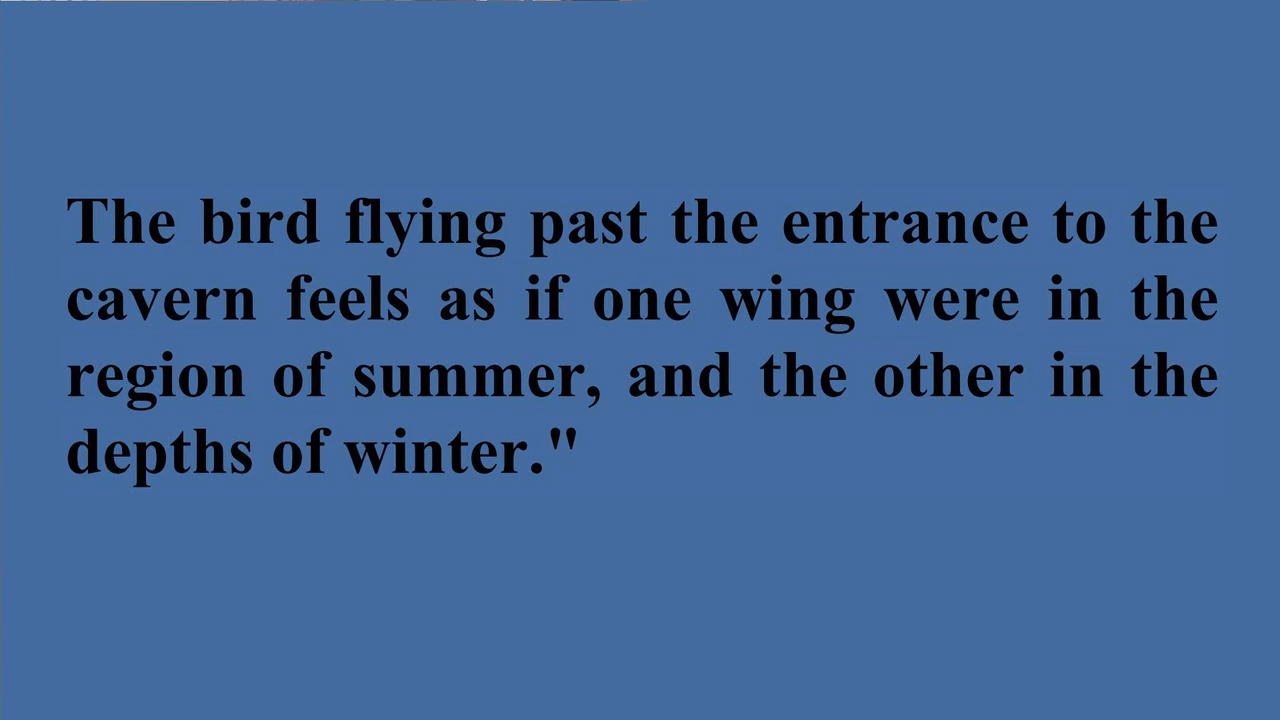 The bird flying past the entrance to the
cavern feels as if one wing were in the
region of summer, and the other in the
depths of winter."